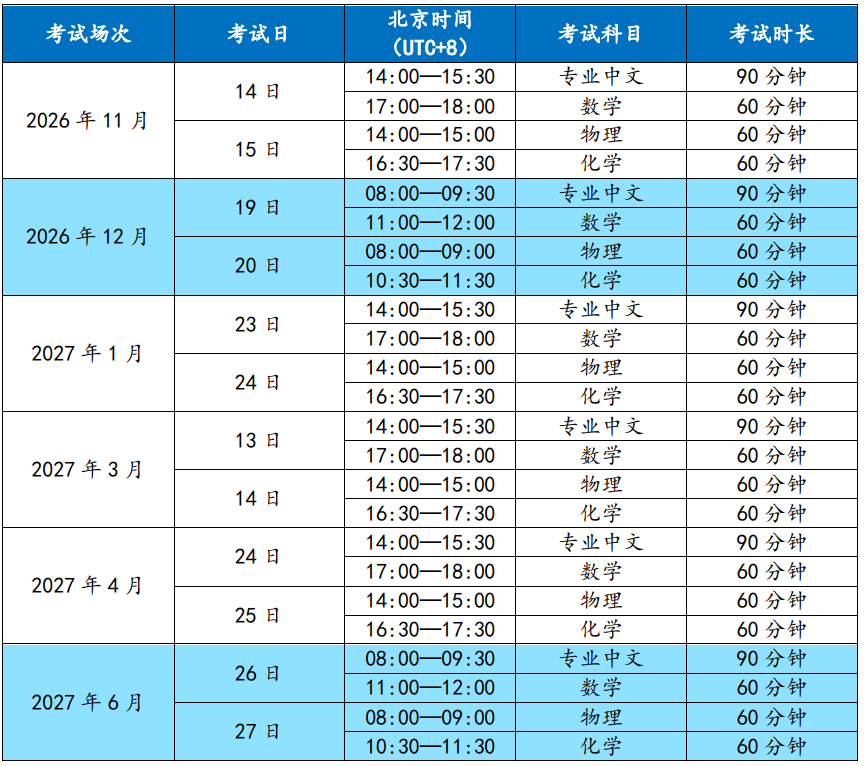 考试场次 考试日 北京时间 (UTC+8) 考试科目 考试时长
2026 年 11 月 14 日 14:00—15:30 专业中文 90 分钟
17:00—18:00 数学 60 分钟
15 日 14:00—15:00 物理 60 分钟
16:30—17:30 化学 60 分钟
2026 年 12 月 19 日 08:00—09:30 专业中文 90 分钟
11:00—12:00 数学 60 分钟
20 日 08:00—09:00 物理 60 分钟
10:30—11:30 化学 60 分钟
2027 年 1 月 23 日 14:00—15:30 专业中文 90 分钟
17:00—18:00 数学 60 分钟
24 日 14:00—15:00 物理 60 分钟
16:30—17:30 化学 60 分钟
2027 年 3 月 13 日 14:00—15:30 专业中文 90 分钟
17:00—18:00 数学 60 分钟
14 日 14:00—15:00 物理 60 分钟
16:30—17:30 化学 60 分钟
2027 年 4 月 24 日 14:00—15:30 专业中文 90 分钟
17:00—18:00 数学 60 分钟
25 日 14:00—15:00 物理 60 分钟
16:30—17:30 化学 60 分钟
2027 年 6 月 26 日 08:00—09:30 专业中文 90 分钟
11:00—12:00 数学 60 分钟
27 日 08:00—09:00 物理 60 分钟
10:30—11:30 化学 60 分钟